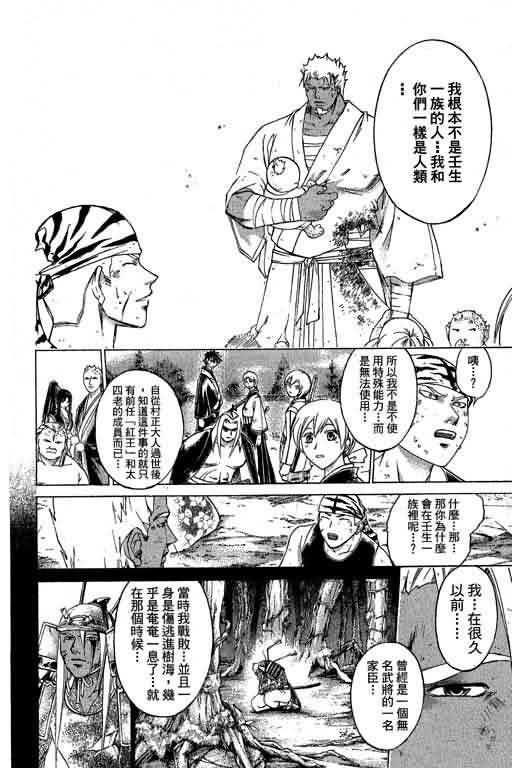 我根本不是壬生
一族的人…我和
你們一樣是人類
…
咦…?
所以我不是不使
用特殊能力,而
是無法使用…
自從村正大人過世後
,知道這件事的就只
有前任「紅王」和太
四老的成員而已…
什麼…那…
那你為什麼
會在壬生一
族裡呢…?
我…在很久
以前……
曾經是一個無
名武將的一名
家臣…
當時我戰敗…並且一
身是傷逃進樹海,幾
乎是奄奄一息了…就
在那個時候…